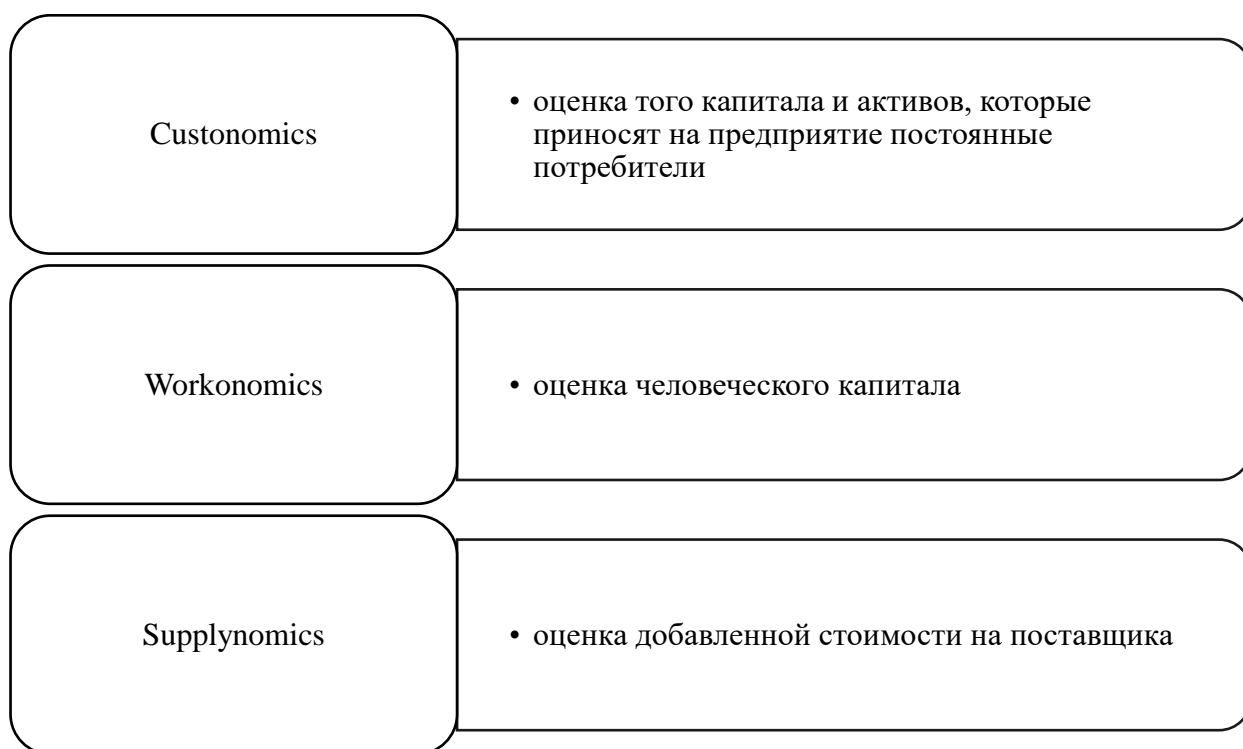 Customonics
• оценка того капитала и активов, которые
приносят на предприятие постоянные
потребители
Workonomics
• оценка человеческого капитала
Supplynomics
• оценка добавленной стоимости на поставщика